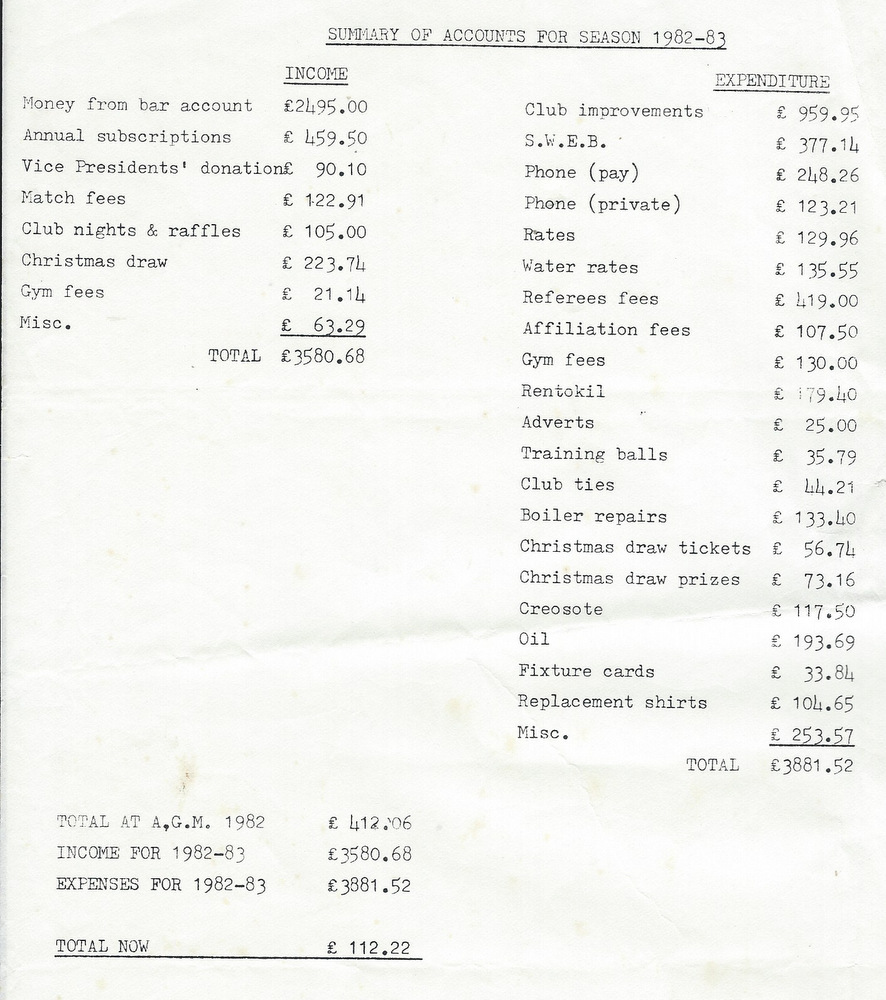 SUMMARY OF ACCOUNTS FOR SEASON 1982-83
INCOME
Money from bar account £2495.00
Annual subscriptions £ 459.50
Vice Presidents' donation£ 90.10
Match fees £ 122.91
Club nights & raffles £ 105.00
Christmas draw £ 223.74
Gym fees £ 21.14
Misc. £ 63.29
TOTAL £3580.68
EXPENDITURE
Club improvements £ 959.95
S.W.E.B. £ 377.14
Phone (pay) £ 248.26
Phone (private) £ 123.21
Rates £ 129.96
Water rates £ 135.55
Referees fees £ 419.00
Affiliation fees £ 107.50
Gym fees £ 130.00
Rentokil £ 179.40
Adverts £ 25.00
Training balls £ 35.79
Club ties £ 44.21
Boiler repairs £ 133.40
Christmas draw tickets £ 56.74
Christmas draw prizes £ 73.16
Creosote £ 117.50
Oil £ 193.69
Fixture cards £ 33.84
Replacement shirts £ 104.65
Misc. £ 253.57
TOTAL £3881.52
TOTAL AT A,G.M. 1982 £ 412.06
INCOME FOR 1982-83 £3580.68
EXPENSES FOR 1982-83 £3881.52
TOTAL NOW £ 112.22